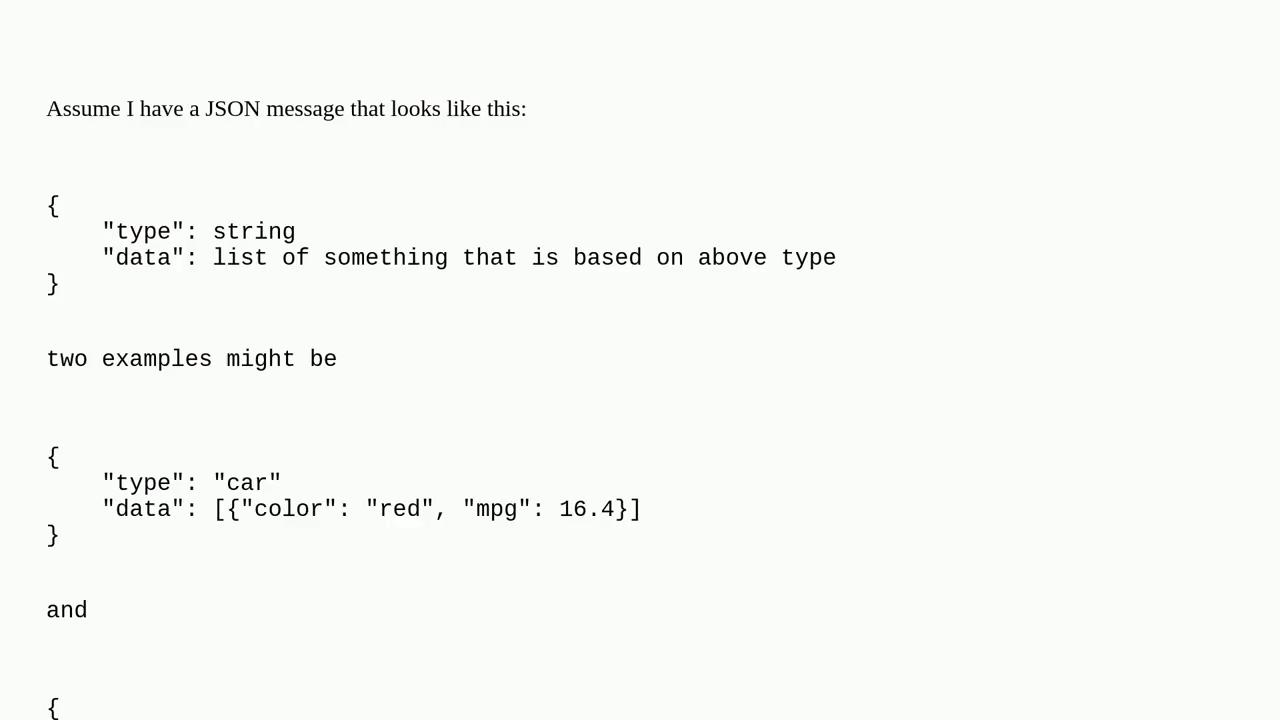 Assume I have a JSON message that looks like this:
{
    "type": string
    "data": list of something that is based on above type
}
two examples might be
{
    "type": "car"
    "data": [{"color": "red", "mpg": 16.4}]
}
and
{